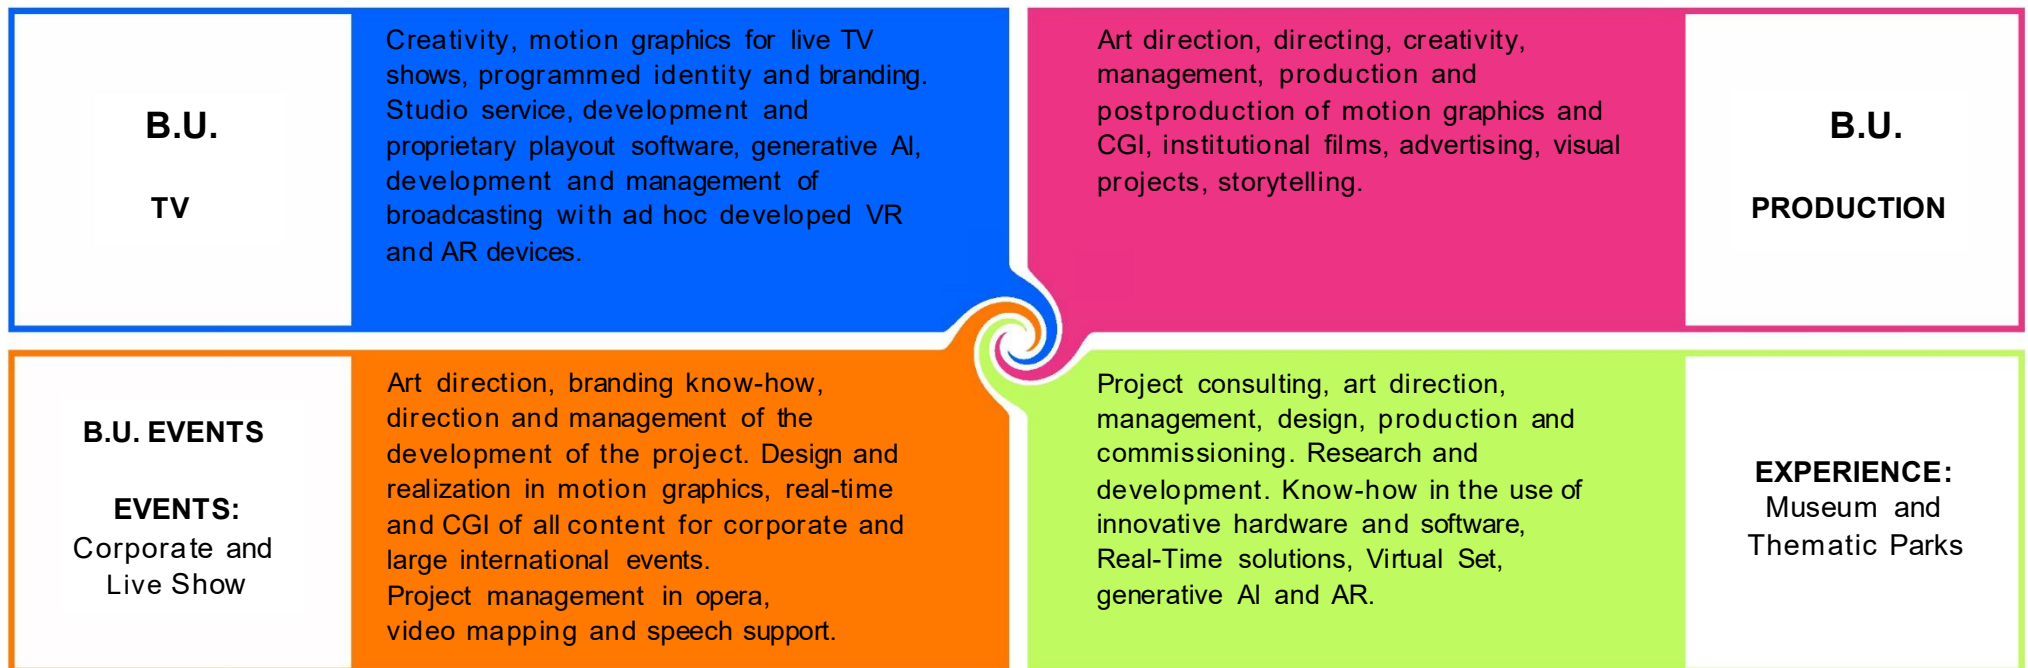 B.U.
TV
Creativity, motion graphics for live TV
shows, programmed identity and branding.
Studio service, development and
proprietary playout software, generative AI,
development and management of
broadcasting with ad hoc developed VR
and AR devices.
Art direction, directing, creativity,
management, production and
postproduction of motion graphics and
CGI, institutional films, advertising, visual
projects, storytelling.
B.U.
PRODUCTION
B.U. EVENTS
EVENTS:
Corporate and
Live Show
Art direction, branding know-how,
direction and management of the
development of the project. Design and
realization in motion graphics, real-time
and CGI of all content for corporate and
large international events.
Project management in opera,
video mapping and speech support.
Project consulting, art direction,
management, design, production and
commissioning. Research and
development. Know-how in the use of
innovative hardware and software,
Real-Time solutions, Virtual Set,
generative AI and AR.
EXPERIENCE:
Museum and
Thematic Parks